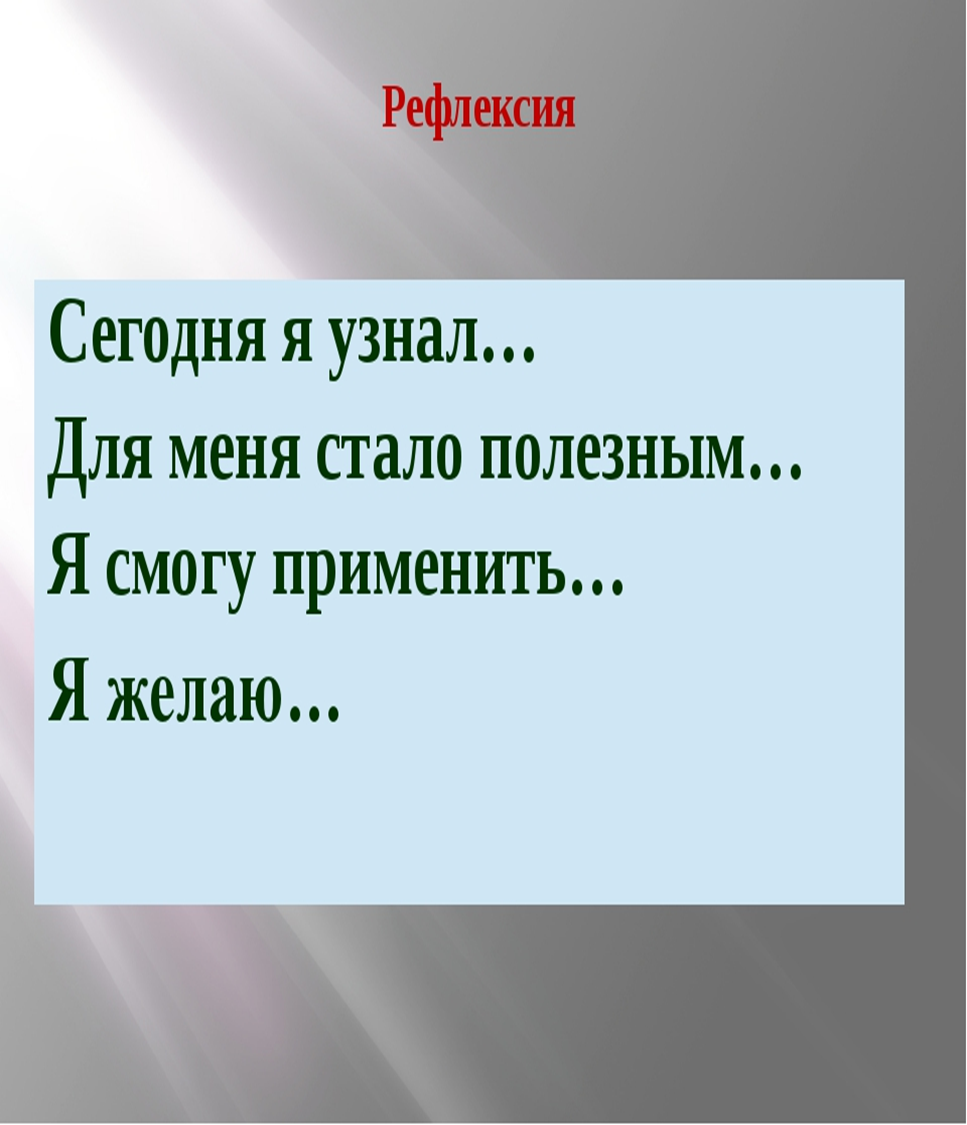 Рефлексия
Сегодня я узнал…
Для меня стало полезным…
Я смогу применить…
Я желаю…